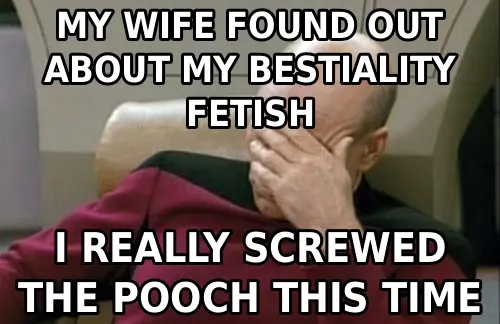 MY WIFE FOUND OUT
ABOUT MY BESTIALITY
FETISH
I REALLY SCREWED
THE POOCH THIS TIME